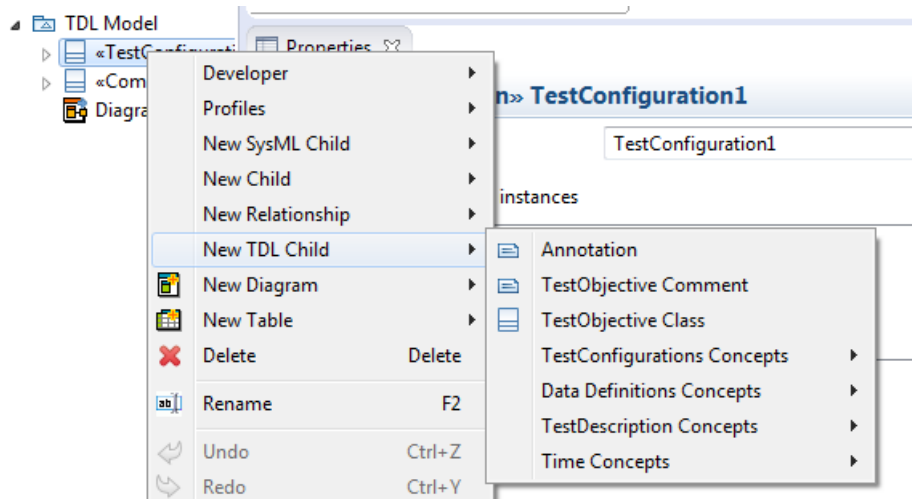 TDL Model
«TestConfigurati
Properties
«Com
Diagra
n» TestConfiguration1
TestConfiguration1
instances
Developer
Profiles
New SysML Child
New Child
New Relationship
New TDL Child
New Diagram
New Table
Delete Delete
Rename F2
Undo Ctrl+Z
Redo Ctrl+Y
Annotation
TestObjective Comment
TestObjective Class
TestConfigurations Concepts
Data Definitions Concepts
TestDescription Concepts
Time Concepts